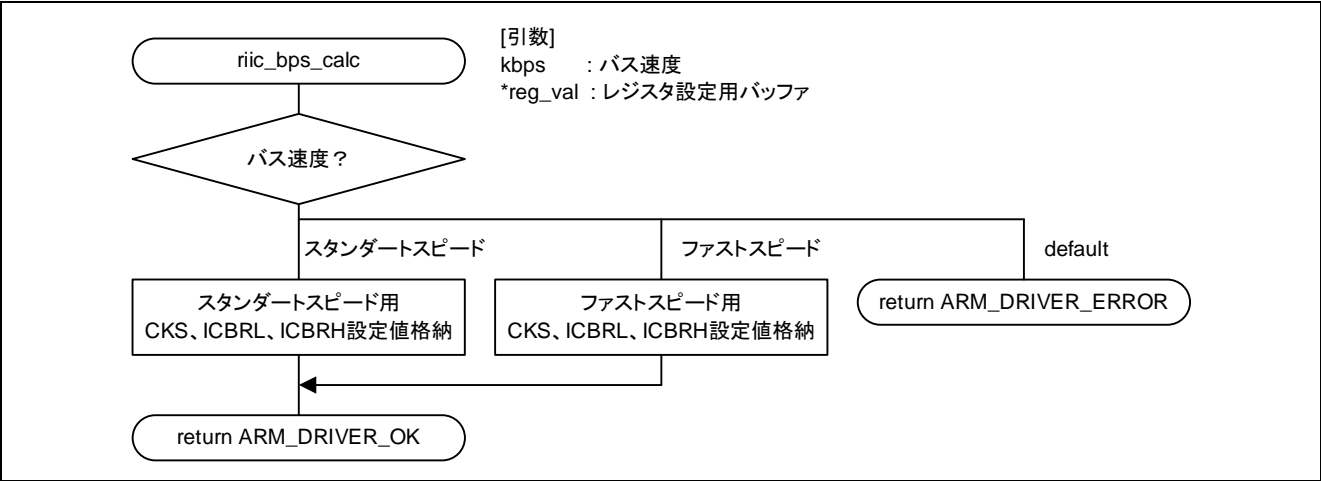 riic_bps_calc
[引数]
kbps : バス速度
*reg_val : レジスタ設定用バッファ
バス速度？
スタンダートスピード
ファストスピード
default
スタンダートスピード用
CKS、ICBRL、ICBRH設定値格納
ファストスピード用
CKS、ICBRL、ICBRH設定値格納
return ARM_DRIVER_ERROR
return ARM_DRIVER_OK